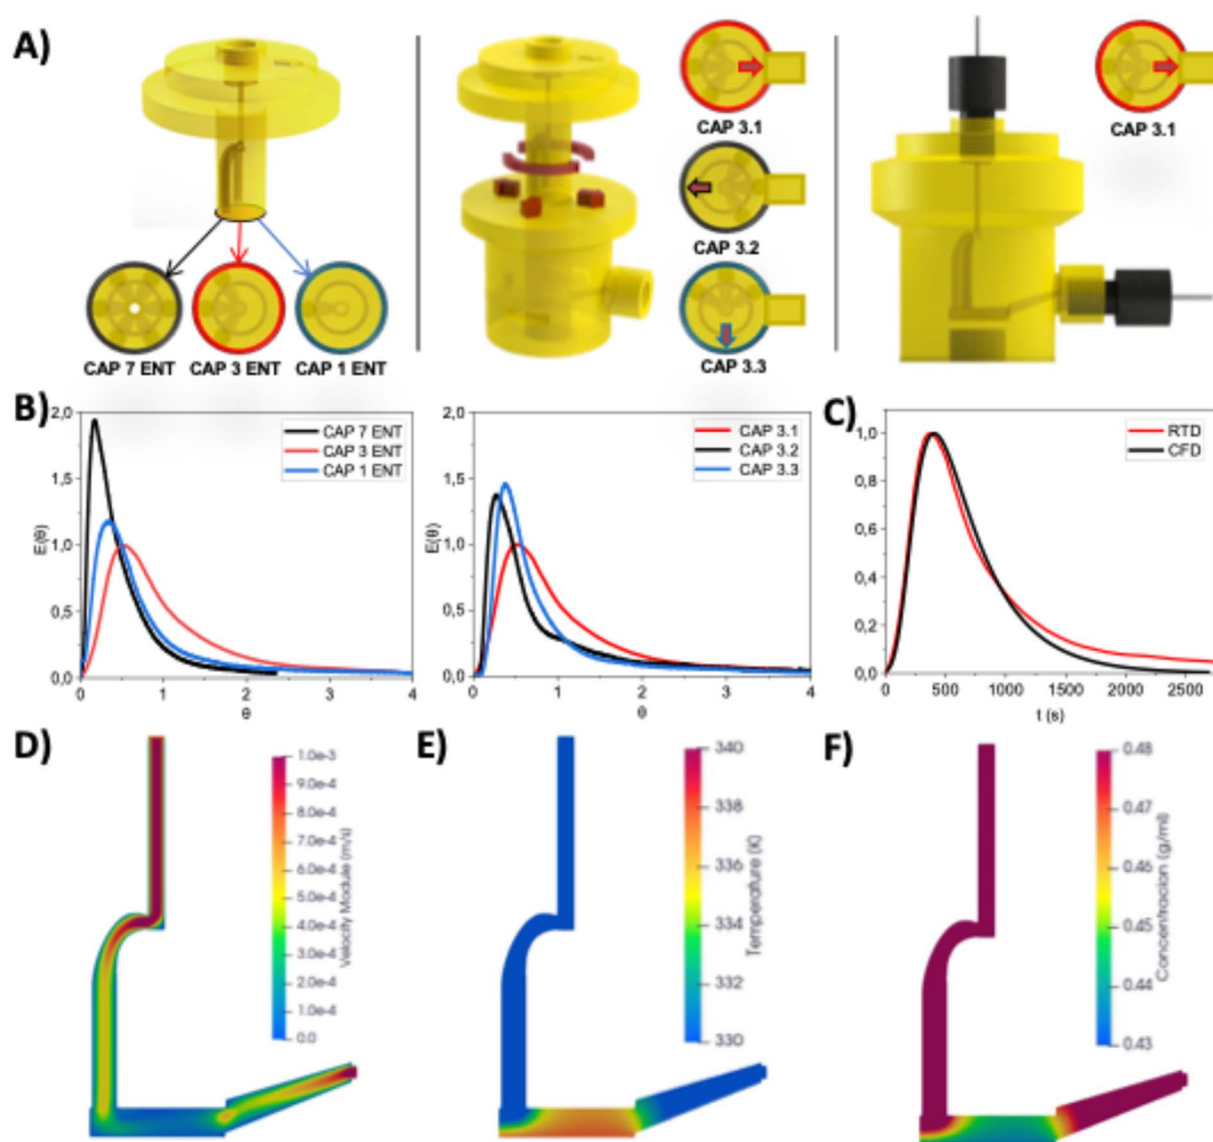 A)
CAP 7 ENT CAP 3 ENT CAP 1 ENT
CAP 3.1
CAP 3.2
CAP 3.3
CAP 3.1
B)
2,0
1,5
1,0
0,5
0,0
E(θ)
CAP 7 ENT
CAP 3 ENT
CAP 1 ENT
0 1 2 3 4
θ
2,0
1,5
1,0
0,5
0,0
E(θ)
CAP 3.1
CAP 3.2
CAP 3.3
0 1 2 3 4
θ
C)
1,0
0,8
0,6
0,4
0,2
0,0
RTD
CFD
0 500 1000 1500 2000 2500
t (s)
D)
1.0e-3
9.0e-4
8.0e-4
7.0e-4
6.0e-4
5.0e-4
4.0e-4
3.0e-4
2.0e-4
1.0e-4
0.0
Velocity Module (m/s)
E)
340
338
336
334
332
330
Temperature (K)
F)
0.48
0.47
0.46
0.45
0.44
0.43
Concentracion (g/ml)